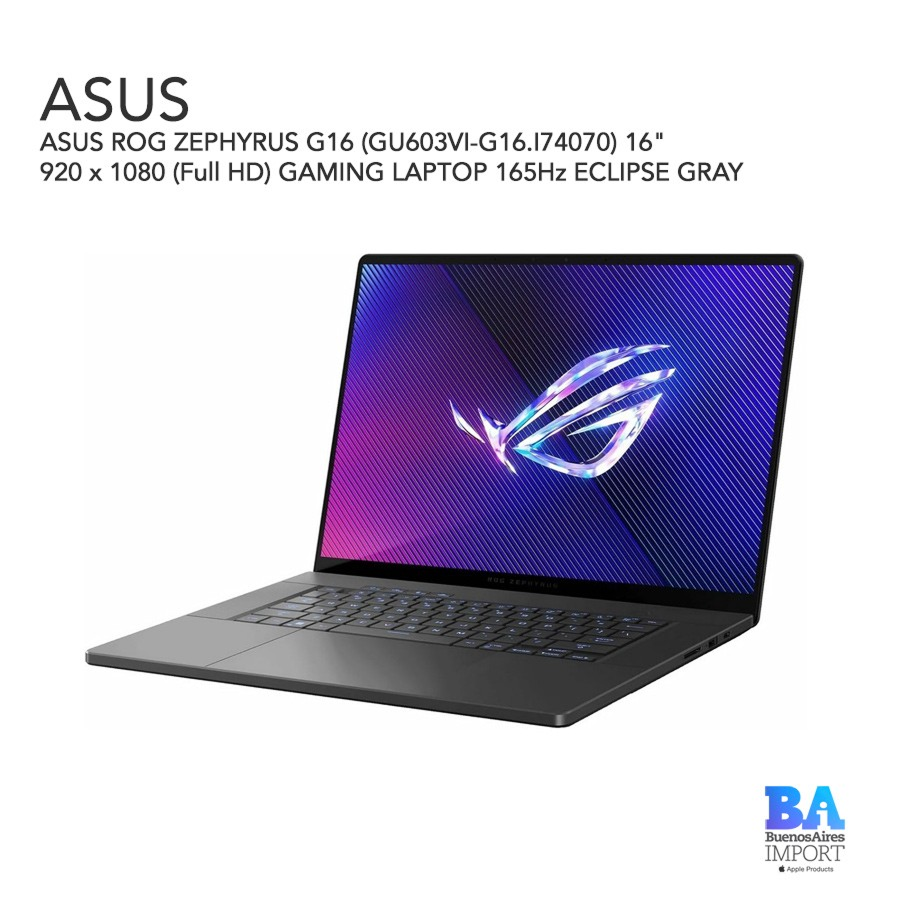 ASUS
ASUS ROG ZEPHYRUS G16 (GU603VI-G16.I74070) 16"
920 x 1080 (Full HD) GAMING LAPTOP 165Hz ECLIPSE GRAY
ROG ZEPHYRUS
BA
BuenosAires
IMPORT
Apple Products